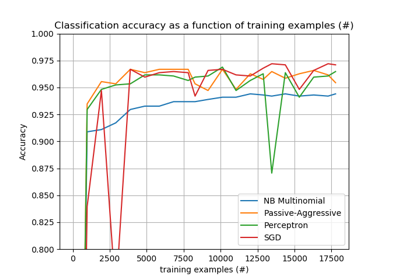 Classification accuracy as a function of training examples (#)
1.000
0.975
0.950
0.925
0.900
0.875
0.850
0.825
0.800
Accuracy
NB Multinomial
Passive-Aggressive
Perceptron
SGD
0 2500 5000 7500 10000 12500 15000 17500
training examples (#)